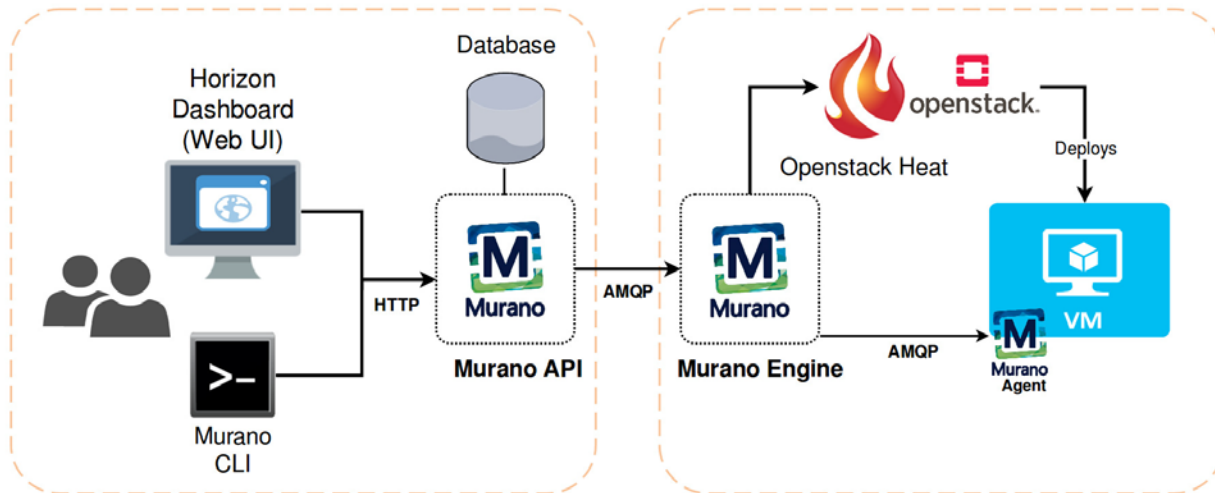 Horizon
Dashboard
(Web UI)
>-
Murano
CLI
HTTP
Database
M
Murano
Murano API
AMQP
M
Murano
Murano Engine
openstack.
Openstack Heat
Deploys
VM
AMQP
M
Murano
Agent